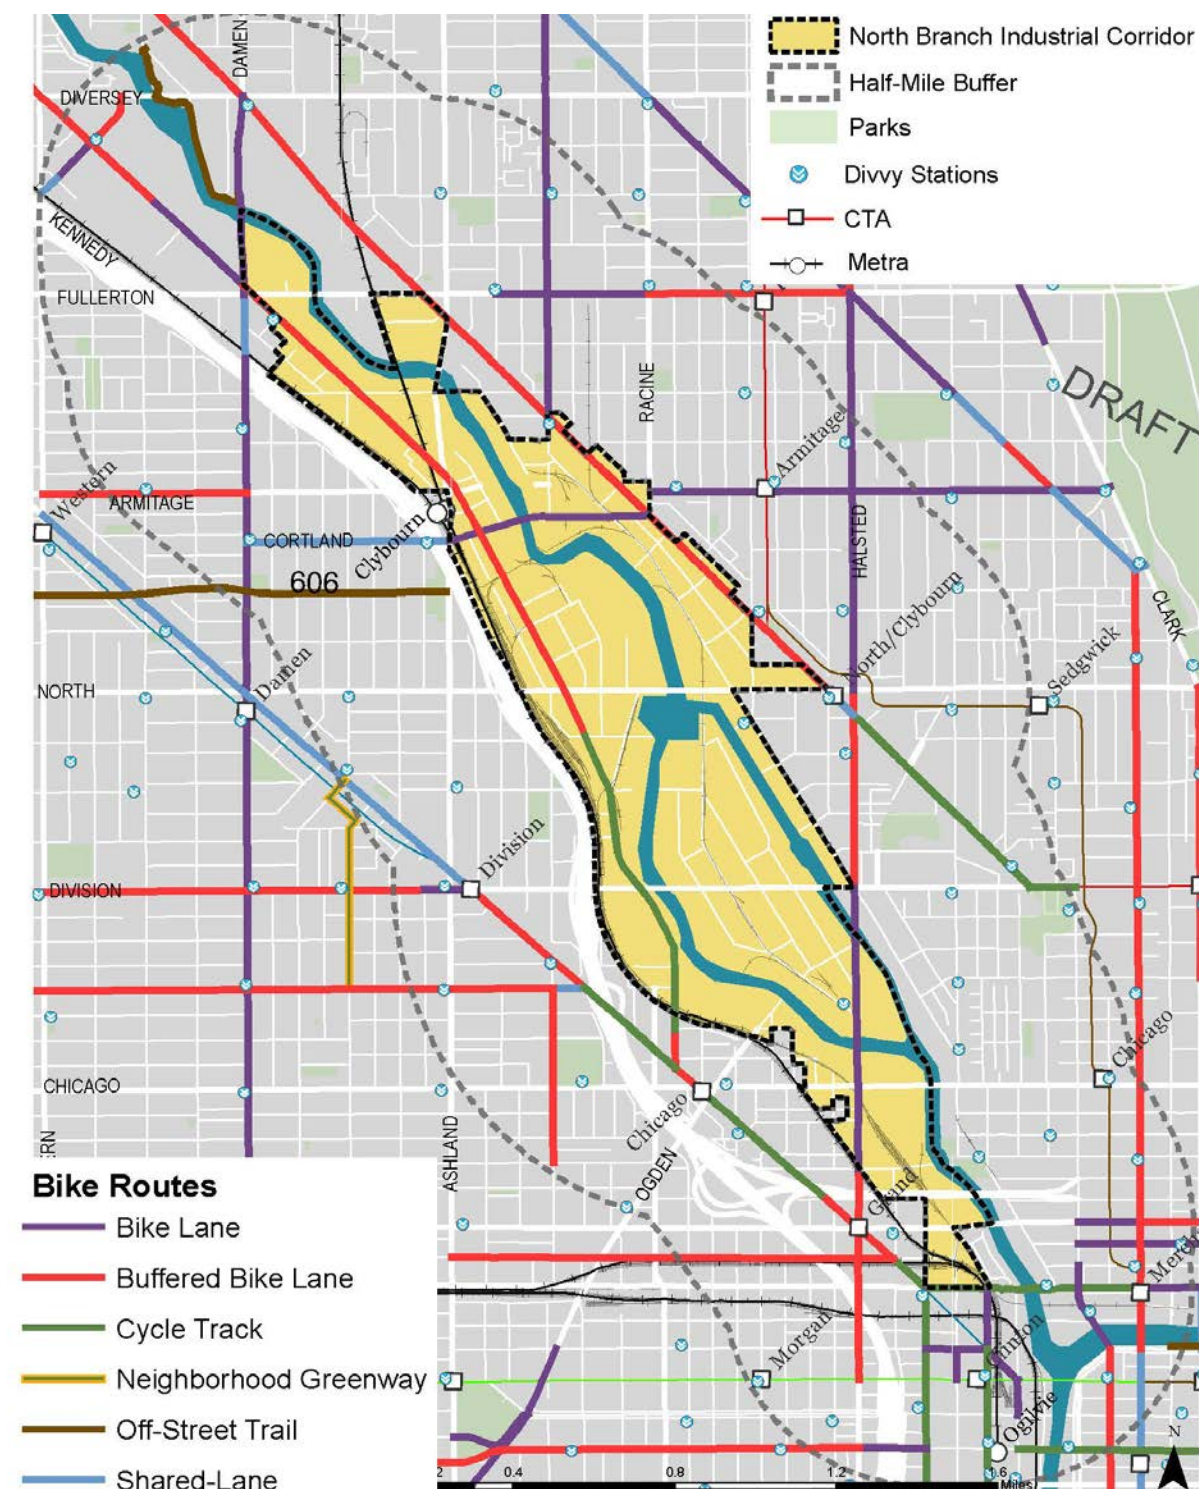 North Branch Industrial Corridor
Half-Mile Buffer
Parks
Divvy Stations
CTA
Metra
DAMEN
DIVERSEY
KENNEDY
FULLERTON
RACINE
DRAFT
Armitage
Western
ARMITAGE
Clybourn
CORTLAND
606
HALSTED
North/Clybourn
CLARK
Sedgwick
Damen
NORTH
Division
DIVISION
Chicago
CHICAGO
Chicago
ASHLAND
OGDEN
Grand
Merch
Morgan
Clinton
Ogilvie
Bike Routes
Bike Lane
Buffered Bike Lane
Cycle Track
Neighborhood Greenway
Off-Street Trail
Shared-Lane
N
2 0.4 0.8 1.2 1.6
Miles